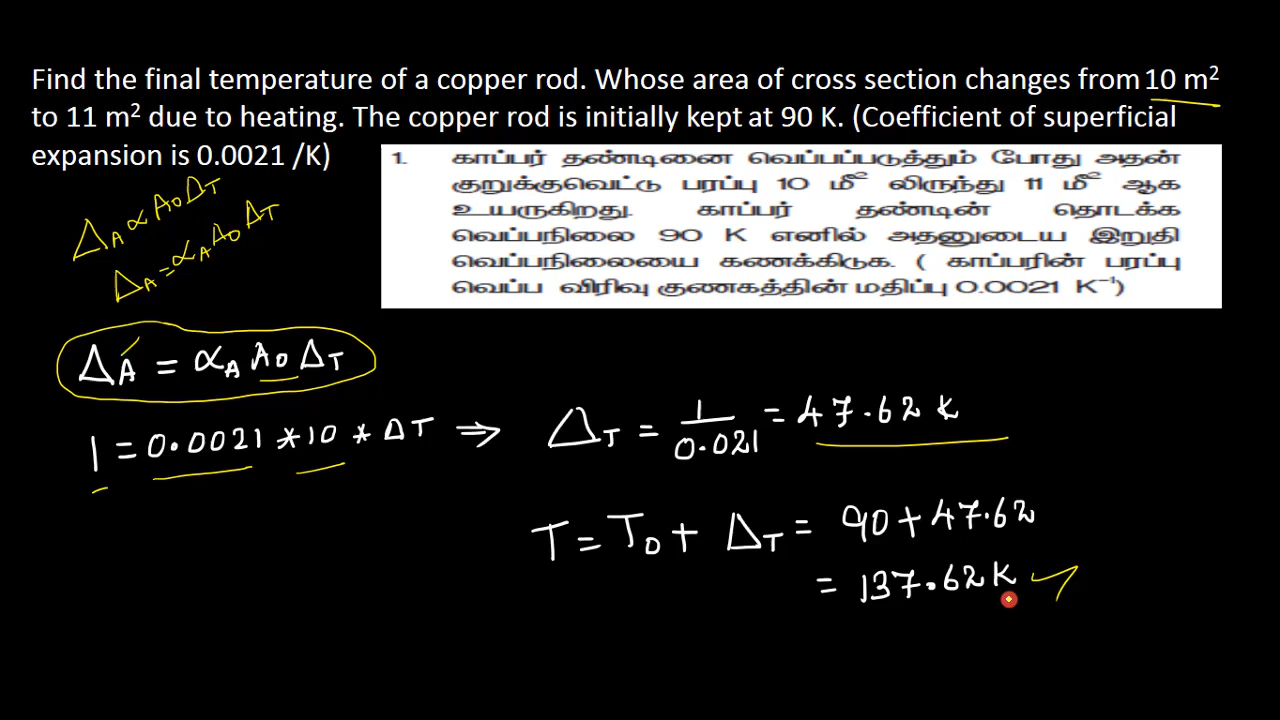 Find the final temperature of a copper rod. Whose area of cross section changes from 10 m²
to 11 m² due to heating. The copper rod is initially kept at 90 K. (Coefficient of superficial
expansion is 0.0021 /K)
1. காப்பர் தண்டினை வெப்பப்படுத்தும் போது அதன்
குறுக்குவெட்டு பரப்பு 10 மீ² லிருந்து 11 மீ² ஆக
உயருகிறது. காப்பர் தண்டின் தொடக்க
வெப்பநிலை 90 K எனில் அதனுடைய இறுதி
வெப்பநிலையை கணக்கிடுக. ( காப்பரின் பரப்பு
வெப்ப விரிவு குணகத்தின் மதிப்பு 0.0021 K⁻¹)
ΔA ∝ A₀ ΔT
ΔA = ∝A A₀ ΔT
ΔA = ∝A A₀ ΔT
1 = 0.0021 * 10 * ΔT ⇒ ΔT = 1/0.021 = 47.62 K
T = T₀ + ΔT = 90 + 47.62
= 137.62 K